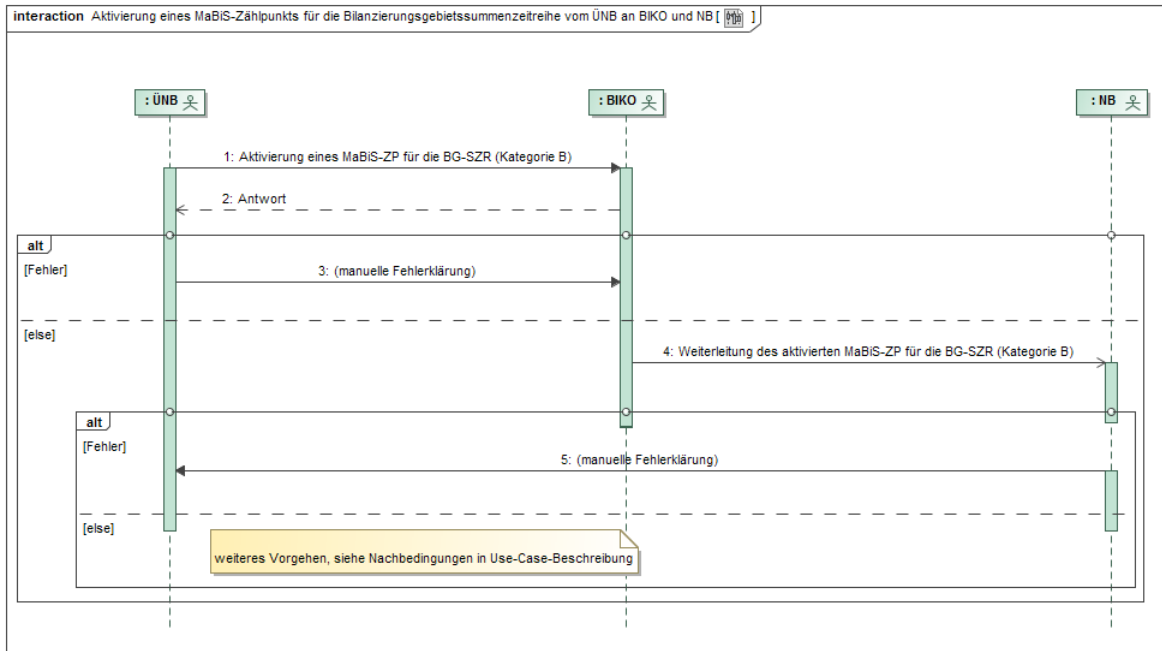 interaction Aktivierung eines MaBiS-Zählpunkts für die Bilanzierungsgebietssummenzeitreihe vom ÜNB an BIKO und NB [ ]
: ÜNB
: BIKO
: NB
1: Aktivierung eines MaBiS-ZP für die BG-SZR (Kategorie B)
2: Antwort
alt
[Fehler]
3: (manuelle Fehlerklärung)
[else]
4: Weiterleitung des aktivierten MaBiS-ZP für die BG-SZR (Kategorie B)
alt
[Fehler]
5: (manuelle Fehlerklärung)
[else]
weiteres Vorgehen, siehe Nachbedingungen in Use-Case-Beschreibung